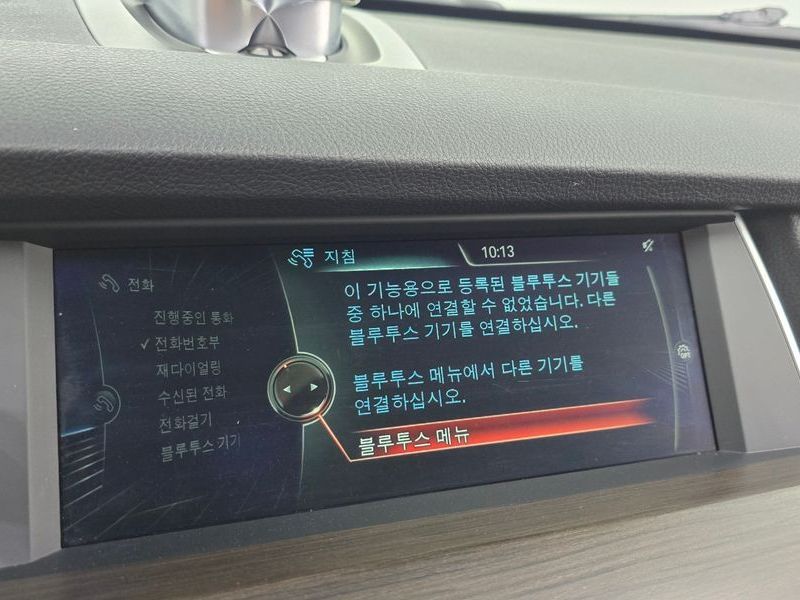 지침
10:13
전화
진행중인 통화
✓ 전화번호부
재다이얼링
수신된 전화
전화걸기
블루투스 기기
이 기능용으로 등록된 블루투스 기기들
중 하나에 연결할 수 없었습니다. 다른
블루투스 기기를 연결하십시오.
블루투스 메뉴에서 다른 기기를
연결하십시오.
블루투스 메뉴
OPT